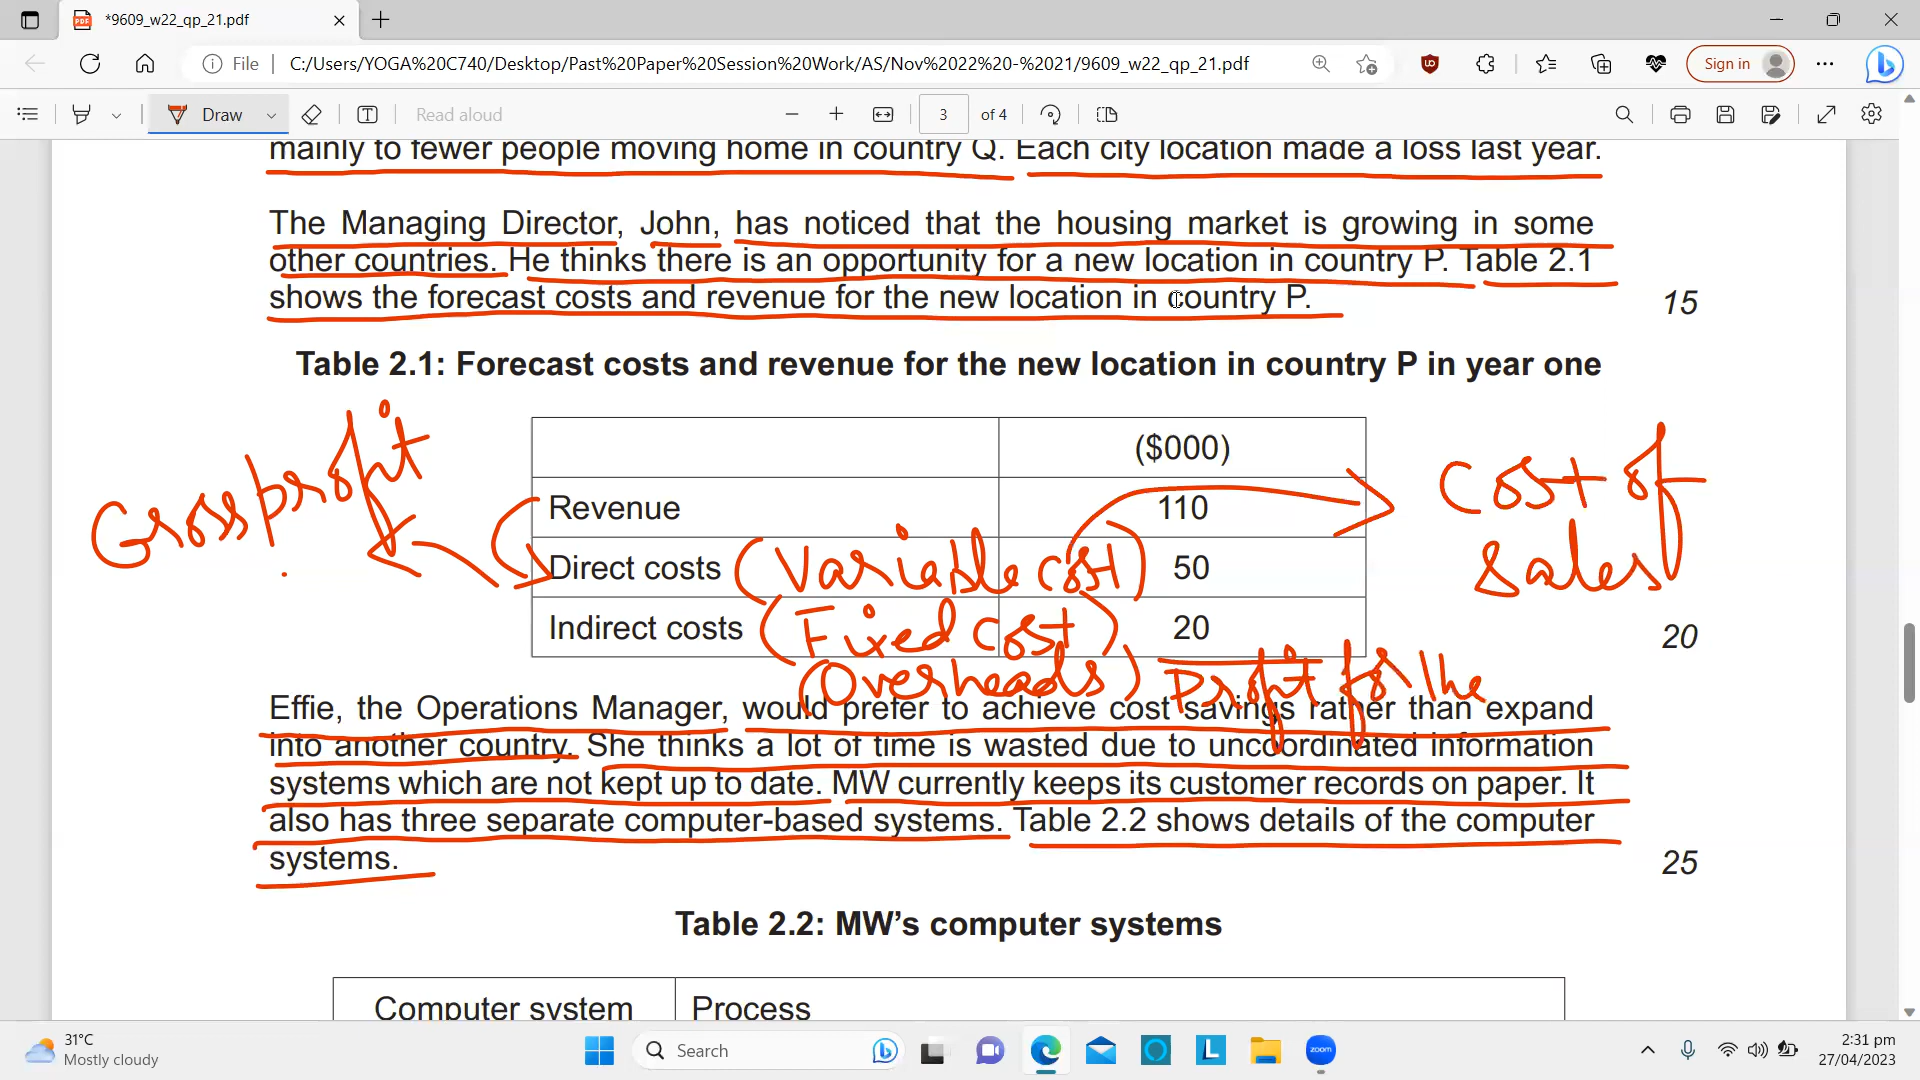 *9609_w22_qp_21.pdf
File
C:/Users/YOGA%20C740/Desktop/Past%20Paper%20Session%20Work/AS/Nov%2022%20-%2021/9609_w22_qp_21.pdf
Sign in
Draw
Read aloud
3 of 4
mainly to fewer people moving home in country Q. Each city location made a loss last year.
The Managing Director, John, has noticed that the housing market is growing in some
other countries. He thinks there is an opportunity for a new location in country P. Table 2.1
shows the forecast costs and revenue for the new location in country P.
15
Table 2.1: Forecast costs and revenue for the new location in country P in year one
Gross profit
($000)
Revenue 110
Cost of
sales
Direct costs (Variable cost) 50
Indirect costs (Fixed cost) 20
20
(Overheads) Profit for the
Effie, the Operations Manager, would prefer to achieve cost savings rather than expand
into another country. She thinks a lot of time is wasted due to uncoordinated information
systems which are not kept up to date. MW currently keeps its customer records on paper. It
also has three separate computer-based systems. Table 2.2 shows details of the computer
systems.
25
Table 2.2: MW's computer systems
Computer system Process
31°C
Mostly cloudy
Search
zoom
2:31 pm
27/04/2023